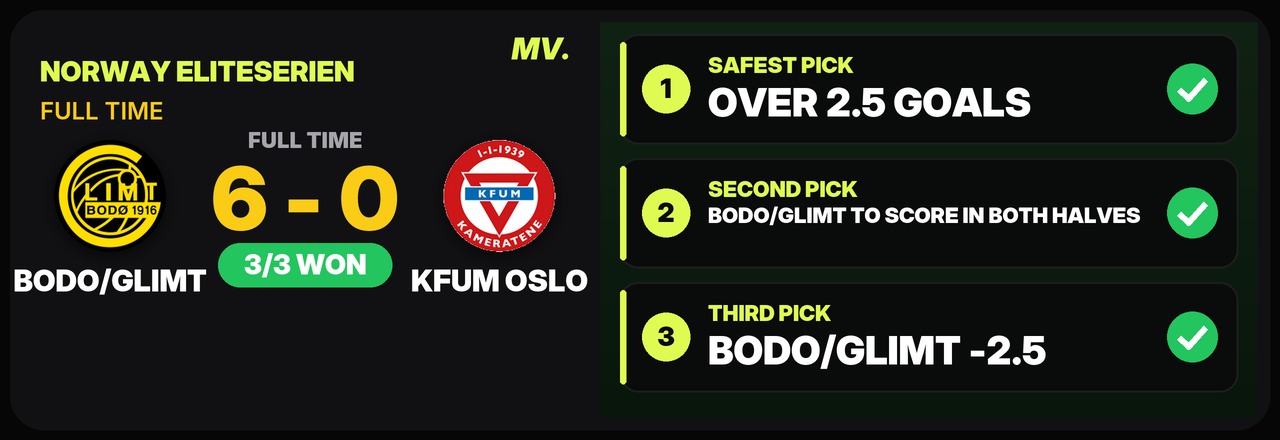 MV.
NORWAY ELITESERIEN
FULL TIME
FULL TIME
6 - 0
3/3 WON
LIMT
BODØ 1916
BODO/GLIMT
1-1-1939
KFUM
KAMERATENE
KFUM OSLO
1
SAFEST PICK
OVER 2.5 GOALS
2
SECOND PICK
BODO/GLIMT TO SCORE IN BOTH HALVES
3
THIRD PICK
BODO/GLIMT -2.5